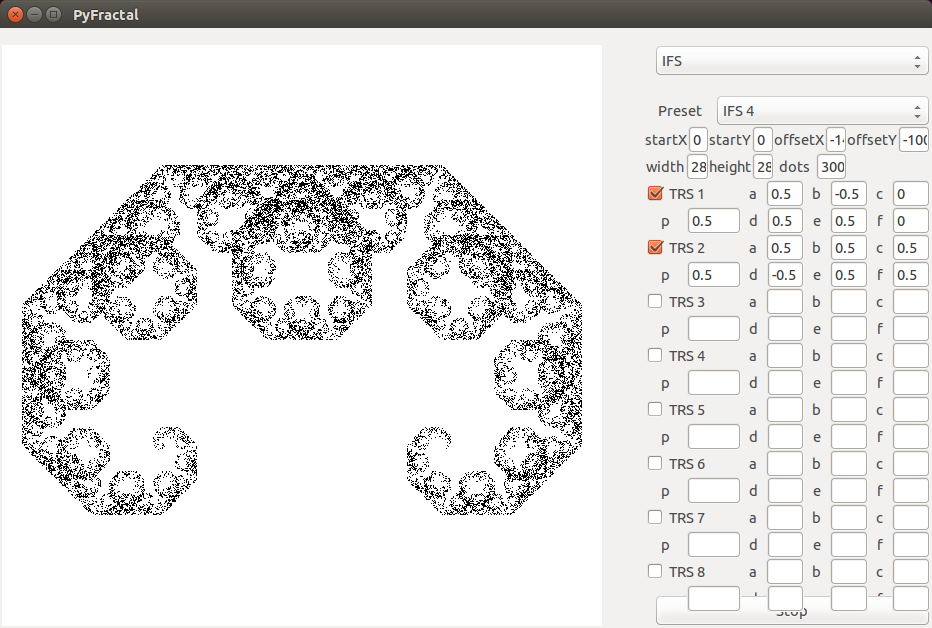 PyFractal
IFS
Preset IFS 4
startX 0 startY 0 offsetX -1 offsetY -100
width 28 height 28 dots 300
TRS 1 a 0.5 b -0.5 c 0
p 0.5 d 0.5 e 0.5 f 0
TRS 2 a 0.5 b 0.5 c 0.5
p 0.5 d -0.5 e 0.5 f 0.5
TRS 3 a b c
p d e f
TRS 4 a b c
p d e f
TRS 5 a b c
p d e f
TRS 6 a b c
p d e f
TRS 7 a b c
p d e f
TRS 8 a b c
Stop